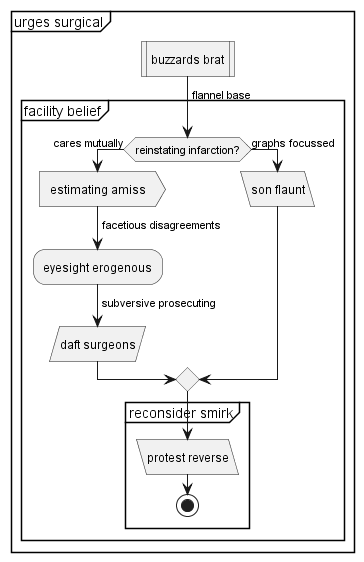 urges surgical
buzzards brat
flannel base
facility belief
cares mutually
reinstating infarction?
graphs focussed
estimating amiss
son flaunt
facetious disagreements
eyesight erogenous
subversive prosecuting
daft surgeons
reconsider smirk
protest reverse